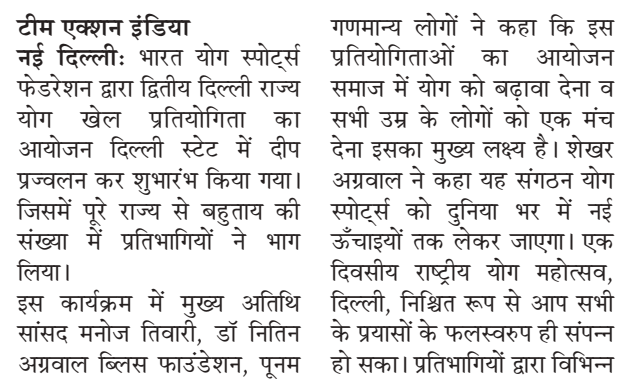 टीम एक्शन इंडिया
नई दिल्ली: भारत योग स्पोर्ट्स
फेडरेशन द्वारा द्वितीय दिल्ली राज्य
योग खेल प्रतियोगिता का
आयोजन दिल्ली स्टेट में दीप
प्रज्वलन कर शुभारंभ किया गया।
जिसमें पूरे राज्य से बहुताय की
संख्या में प्रतिभागियों ने भाग
लिया।
इस कार्यक्रम में मुख्य अतिथि
सांसद मनोज तिवारी, डॉ नितिन
अग्रवाल ब्लिस फाउंडेशन, पूनम
गणमान्य लोगों ने कहा कि इस
प्रतियोगिताओं का आयोजन
समाज में योग को बढ़ावा देना व
सभी उम्र के लोगों को एक मंच
देना इसका मुख्य लक्ष्य है। शेखर
अग्रवाल ने कहा यह संगठन योग
स्पोर्ट्स को दुनिया भर में नई
ऊँचाइयों तक लेकर जाएगा। एक
दिवसीय राष्ट्रीय योग महोत्सव,
दिल्ली, निश्चित रूप से आप सभी
के प्रयासों के फलस्वरुप ही संपन्न
हो सका। प्रतिभागियों द्वारा विभिन्न